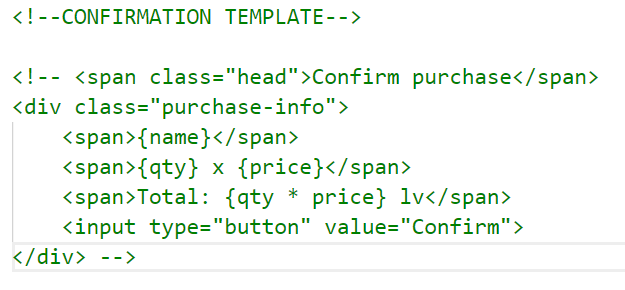 <!--CONFIRMATION TEMPLATE-->
<!-- <span class="head">Confirm purchase</span>
<div class="purchase-info">
<span>{name}</span>
<span>{qty} x {price}</span>
<span>Total: {qty * price} lv</span>
<input type="button" value="Confirm">
</div> -->